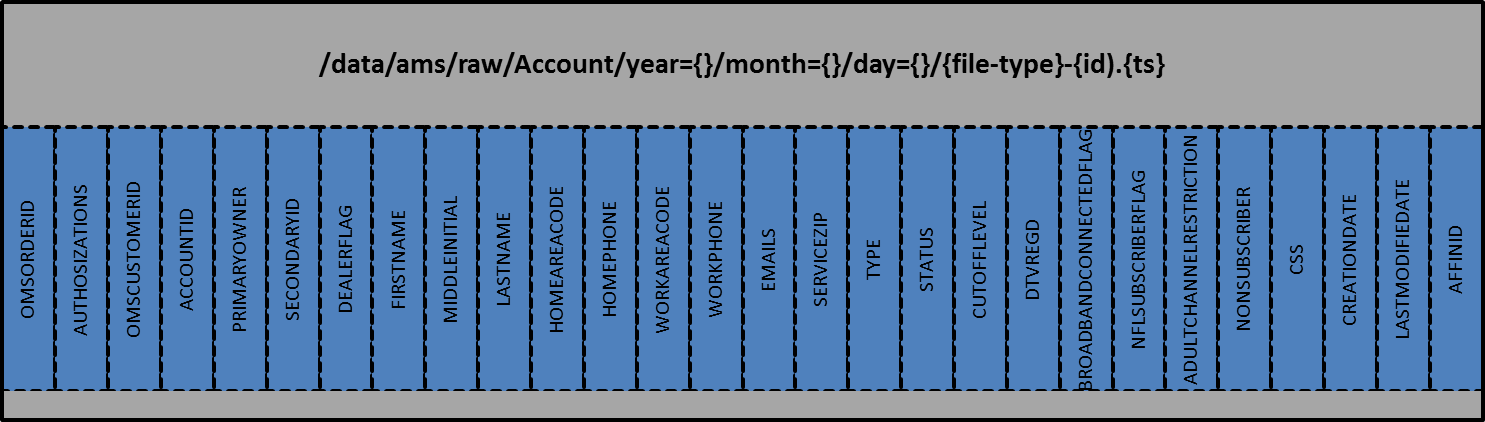 /data/ams/raw/Account/year={}/month={}/day={}/{file-type}-{id).{ts}
OMSORDERID
AUTHOSIZATIONS
OMSCUSTOMERID
ACCOUNTID
PRIMARYOWNER
SECONDARYID
DEALERFLAG
FIRSTNAME
MIDDLEINITIAL
LASTNAME
HOMEAREACODE
HOMEPHONE
WORKAREACODE
WORKPHONE
EMAILS
SERVICEZIP
TYPE
STATUS
CUTOFFLEVEL
DTVREGD
BROADBANDCONNECTEDFLAG
NFLSUBSCRIBERFLAG
ADULTCHANNELRESTRICTION
NONSUBSCRIBER
CSS
CREATIONDATE
LASTMODIFIEDATE
AFFINID